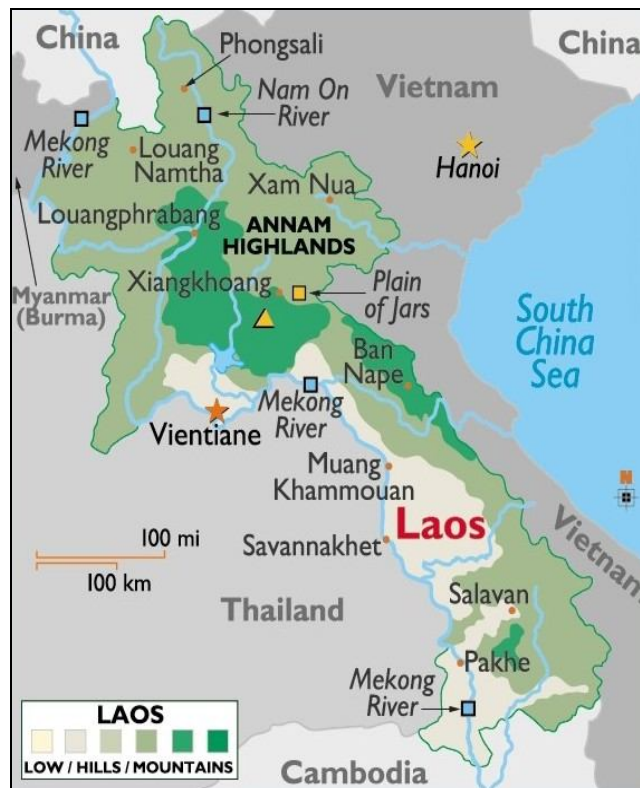 China
China
Phongsali
Nam On
River
Vietnam
Mekong
River
Louang
Namtha
Hanoi
Xam Nua
Louangphrabang
ANNAM
HIGHLANDS
Myanmar
(Burma)
Xiangkhoang
Plain
of Jars
South
China
Sea
Ban
Nape
Mekong
River
Vientiane
Muang
Khammouan
N
Laos
100 mi
100 km
Savannakhet
Vietnam
Thailand
Salavan
Pakhe
Mekong
River
LAOS
LOW / HILLS / MOUNTAINS
Cambodia